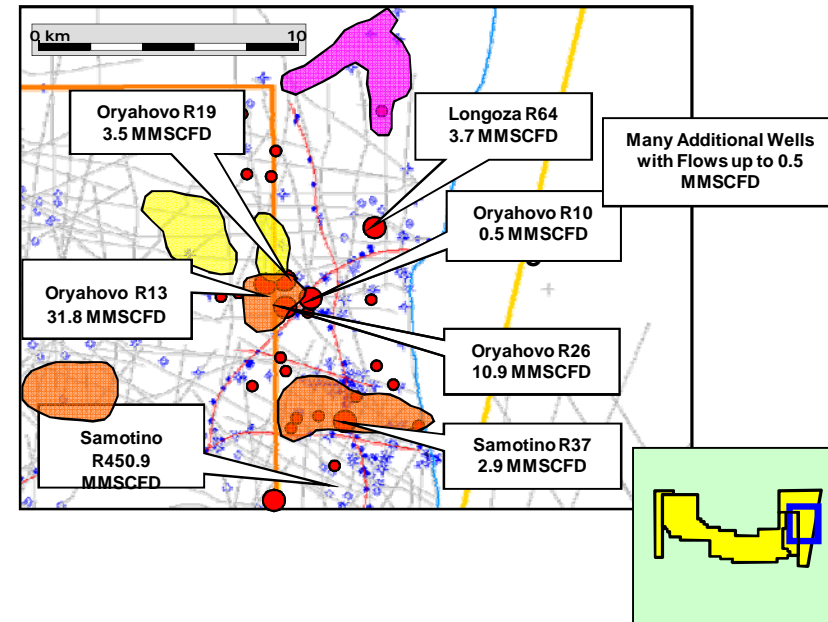 0 km 10
Oryahovo R19
3.5 MMSCFD
Longoza R64
3.7 MMSCFD
Many Additional Wells
with Flows up to 0.5
MMSCFD
Oryahovo R10
0.5 MMSCFD
Oryahovo R13
31.8 MMSCFD
Oryahovo R26
10.9 MMSCFD
Samotino
R450.9
MMSCFD
Samotino R37
2.9 MMSCFD